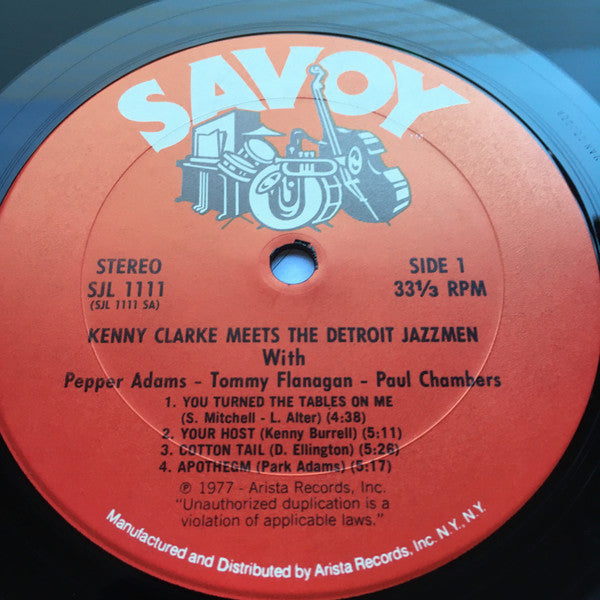 SAVOY
STEREO
SIDE 1
SJL 1111
33⅓ RPM
(SJL 1111 SA)
KENNY CLARKE MEETS THE DETROIT JAZZMEN
With
Pepper Adams - Tommy Flanagan - Paul Chambers
1. YOU TURNED THE TABLES ON ME
(S. Mitchell - L. Alter) (4:38)
2. YOUR HOST (Kenny Burrell) (5:11)
3. COTTON TAIL (D. Ellington) (5:26)
4. APOTHEGM (Park Adams) (5:17)
℗ 1977 - Arista Records, Inc.
"Unauthorized duplication is a
violation of applicable laws."
Manufactured and Distributed by Arista Records, Inc. N.Y., N.Y.